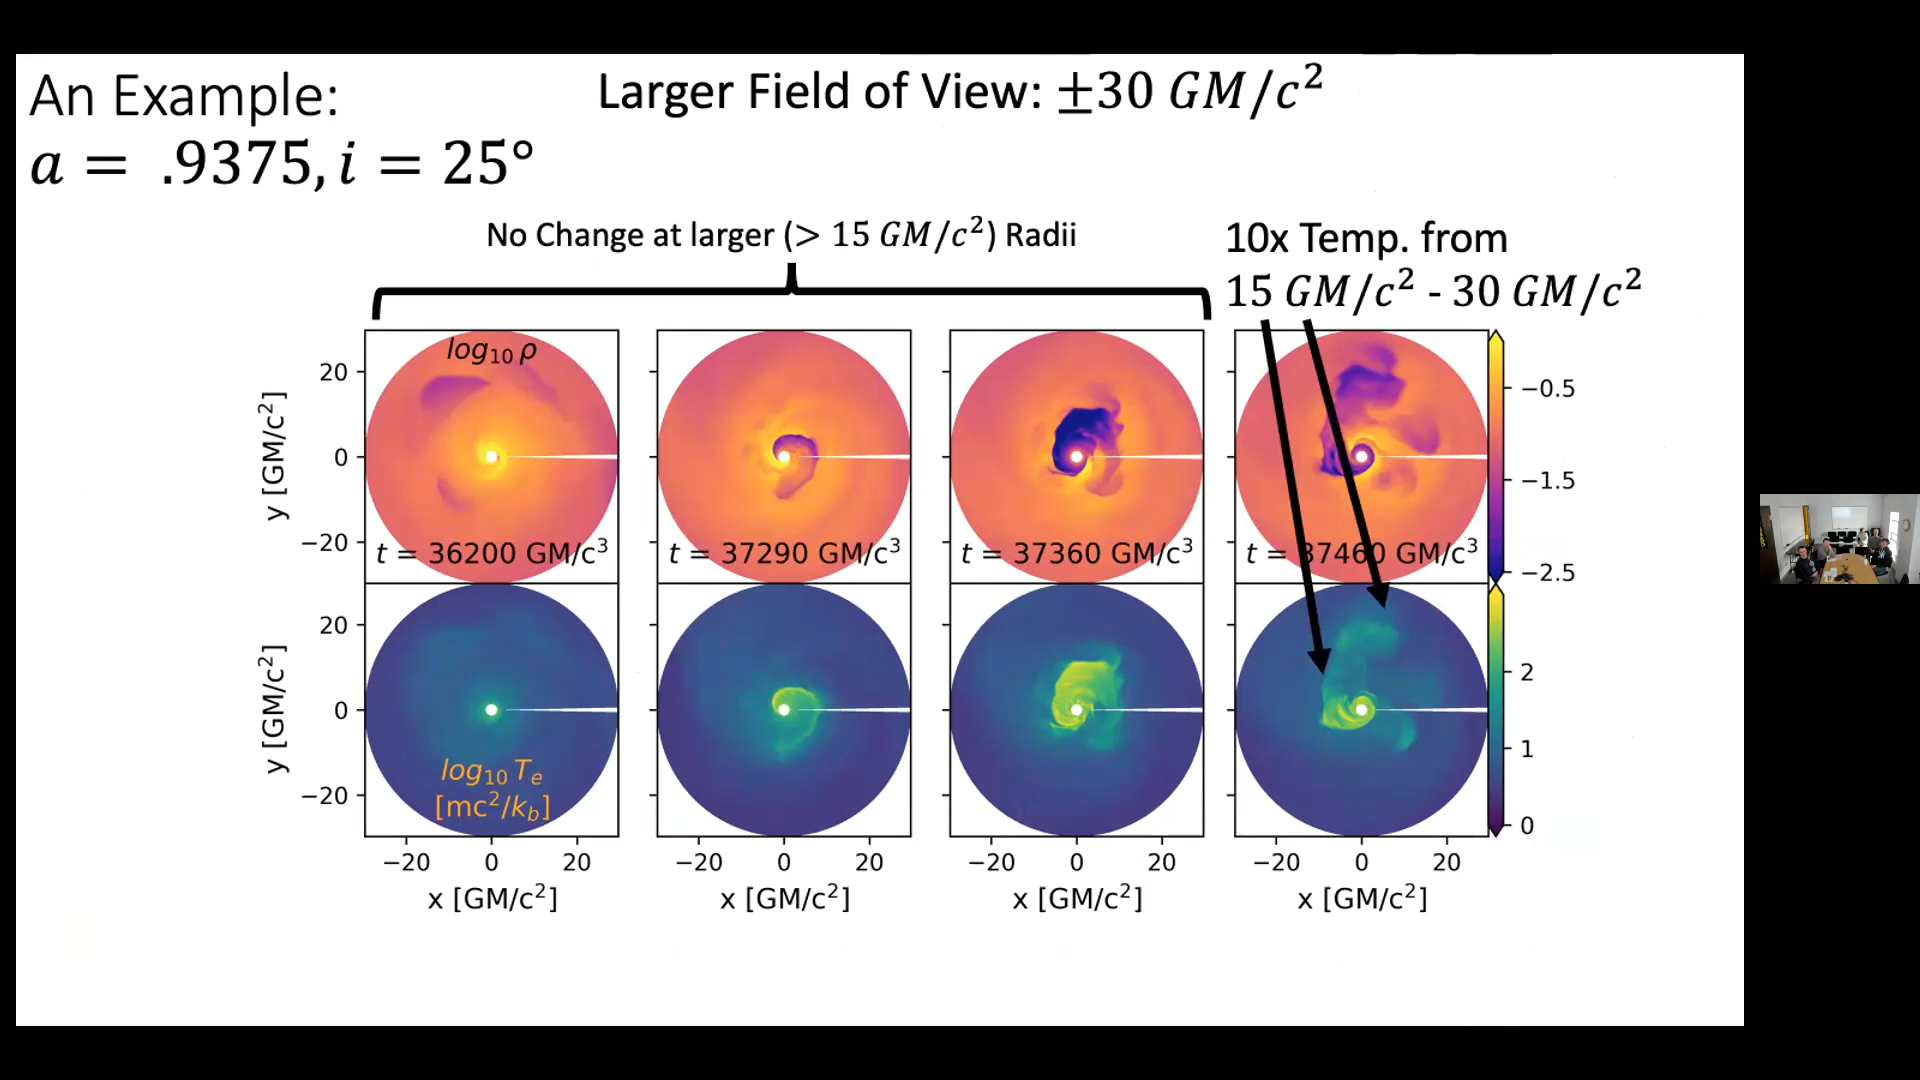 An Example:
Larger Field of View: ±30 GM/c²
a = .9375, i = 25°
No Change at larger (> 15 GM/c²) Radii
10x Temp. from
15 GM/c² - 30 GM/c²
log₁₀ ρ
20
0
−20
y [GM/c²]
t = 36200 GM/c³
t = 37290 GM/c³
t = 37360 GM/c³
t = 37460 GM/c³
−0.5
−1.5
−2.5
20
0
−20
y [GM/c²]
log₁₀ Tₑ
[mc²/k_b]
2
1
0
−20 0 20
−20 0 20
−20 0 20
−20 0 20
x [GM/c²]
x [GM/c²]
x [GM/c²]
x [GM/c²]